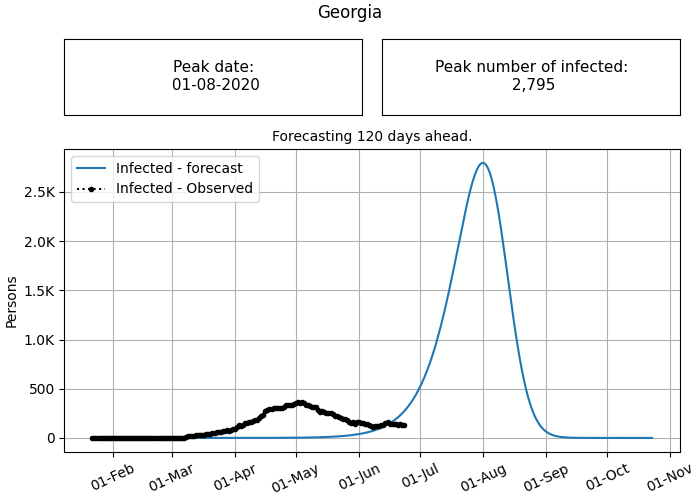 Georgia
Peak date:
01-08-2020
Peak number of infected:
2,795
Forecasting 120 days ahead.
Infected - forecast
Infected - Observed
2.5K
2.0K
1.5K
1.0K
500
0
Persons
01-Feb
01-Mar
01-Apr
01-May
01-Jun
01-Jul
01-Aug
01-Sep
01-Oct
01-Nov